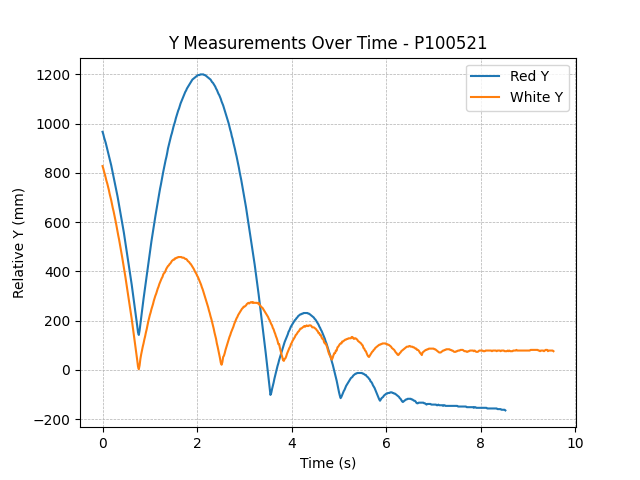 Y Measurements Over Time - P100521
Red Y
White Y
Relative Y (mm)
1200
1000
800
600
400
200
0
−200
0 2 4 6 8 10
Time (s)